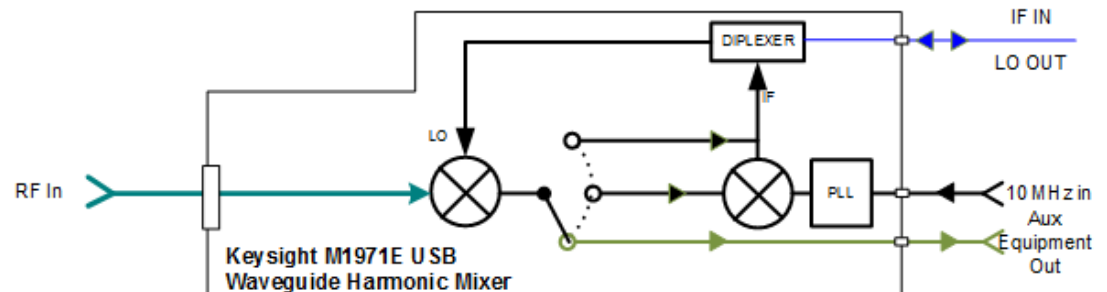 IF IN
DIPLEXER
LO OUT
IF
LO
RF In
PLL
10 MHz in
Aux
Equipment
Out
Keysight M1971E USB
Waveguide Harmonic Mixer